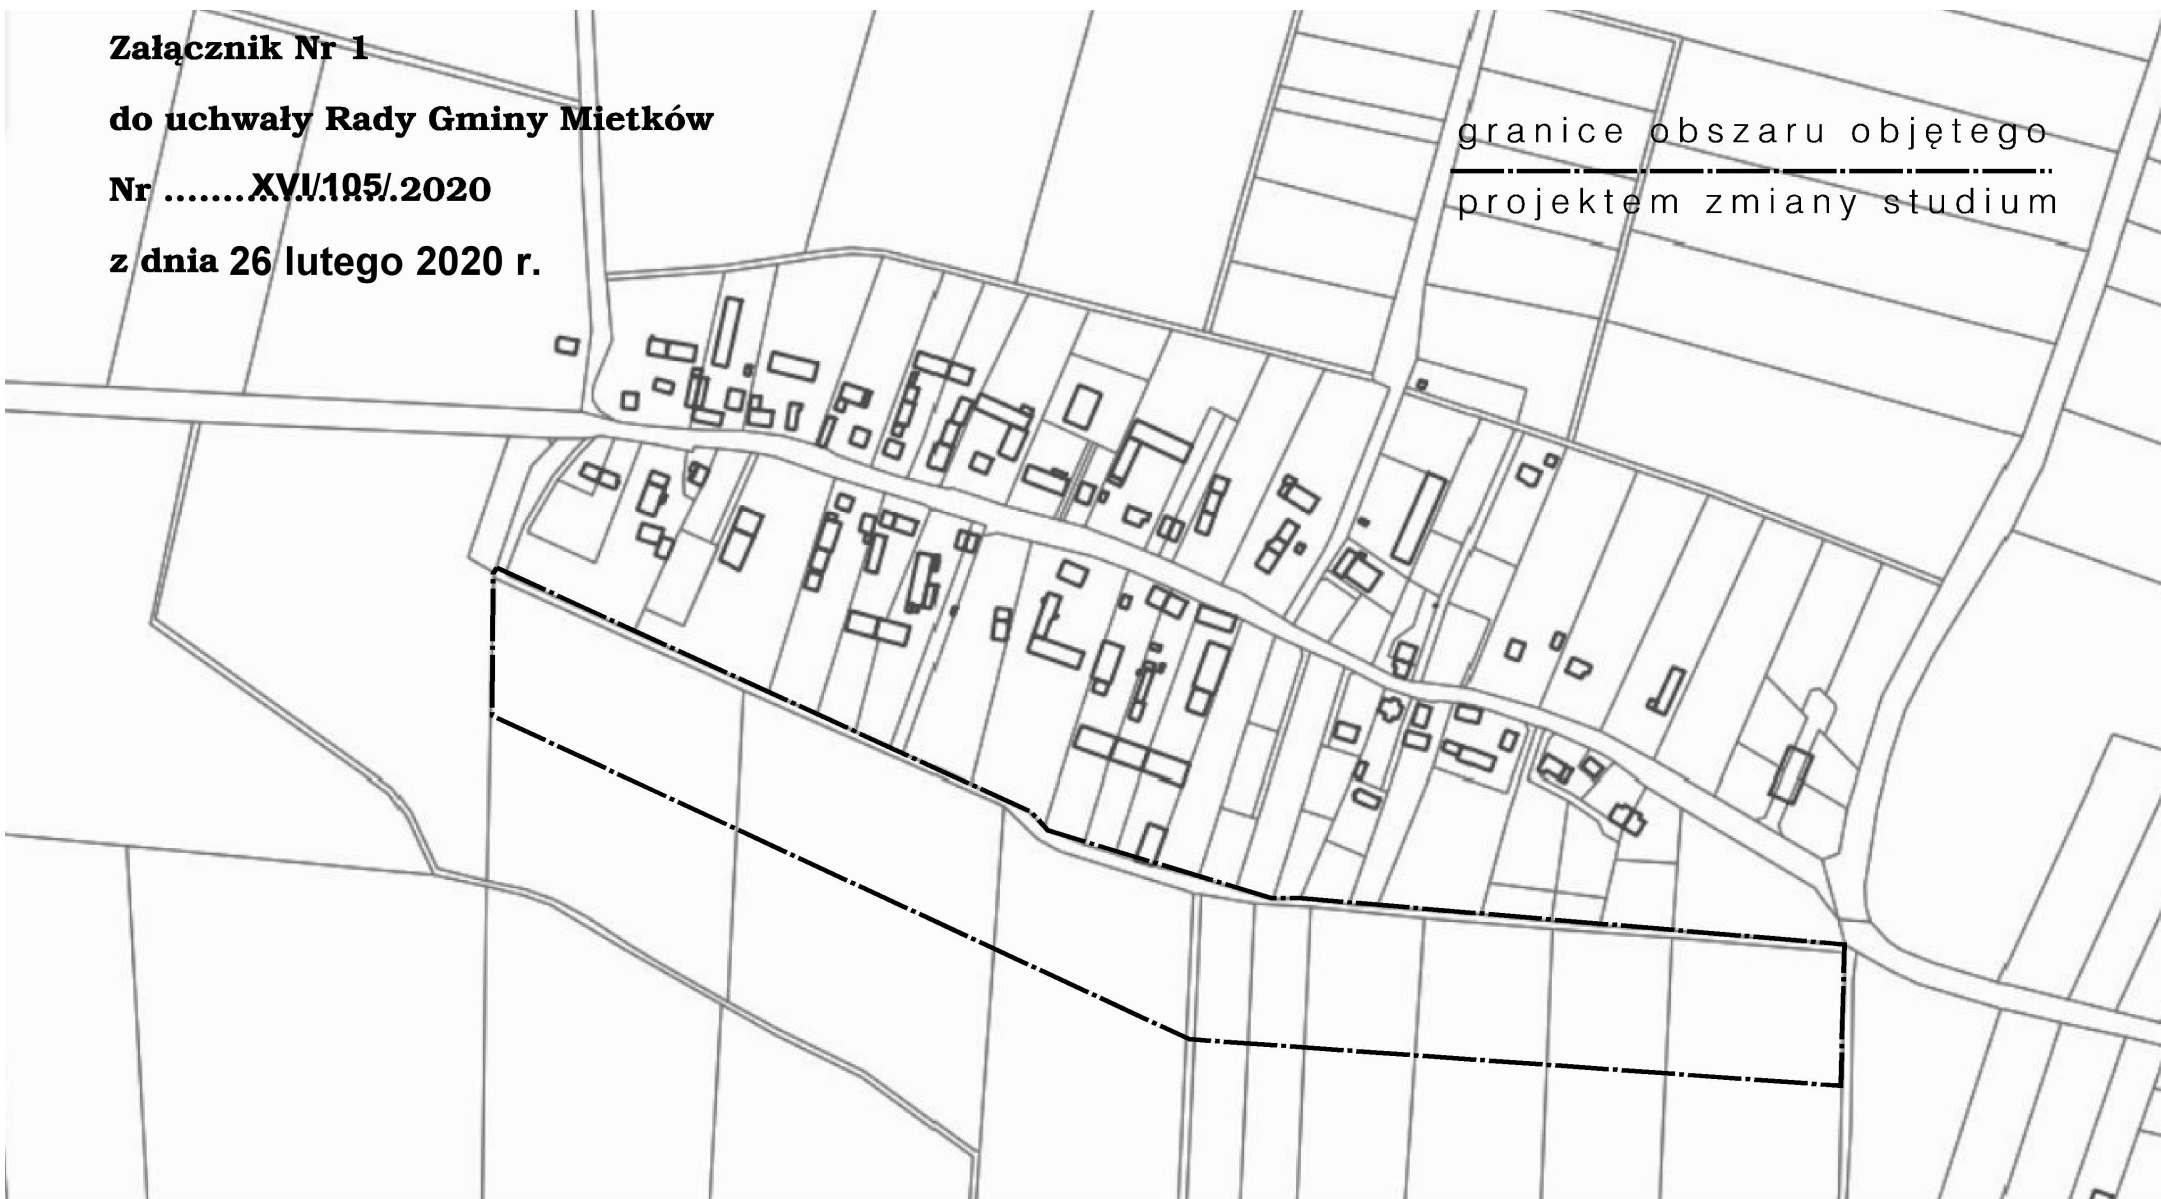 Załącznik Nr 1
do uchwały Rady Gminy Mietków
Nr .......XVI/105/.2020
z dnia 26 lutego 2020 r.
granice obszaru objętego
projektem zmiany studium